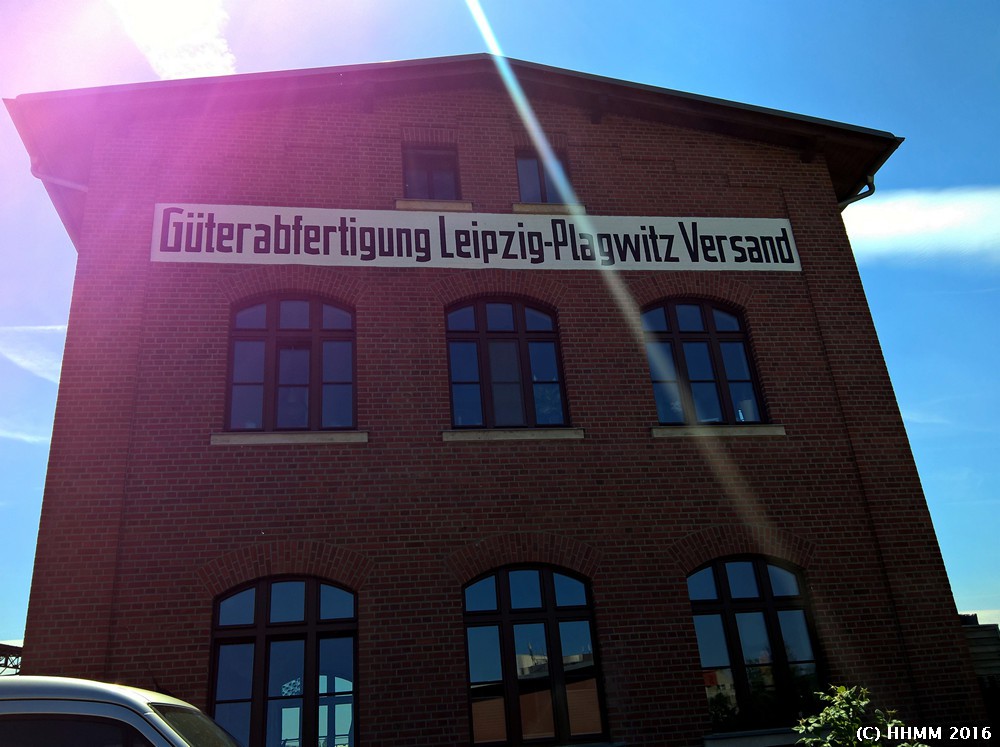 Güterabfertigung Leipzig-Plagwitz Versand
(C) HHMM 2016